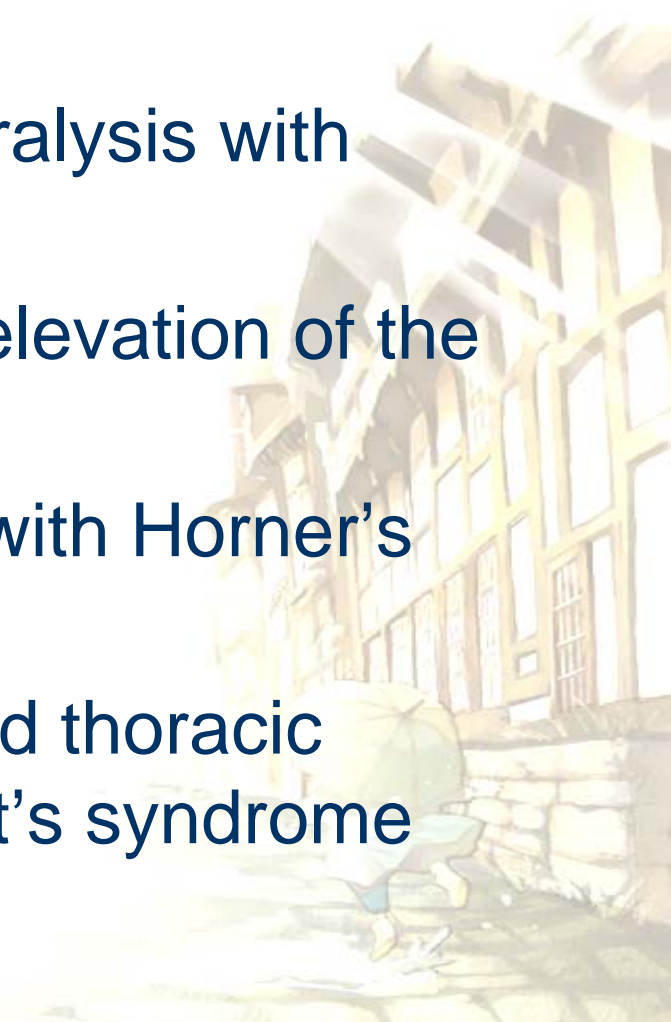 ralysis with
elevation of the
with Horner’s
d thoracic
t’s syndrome